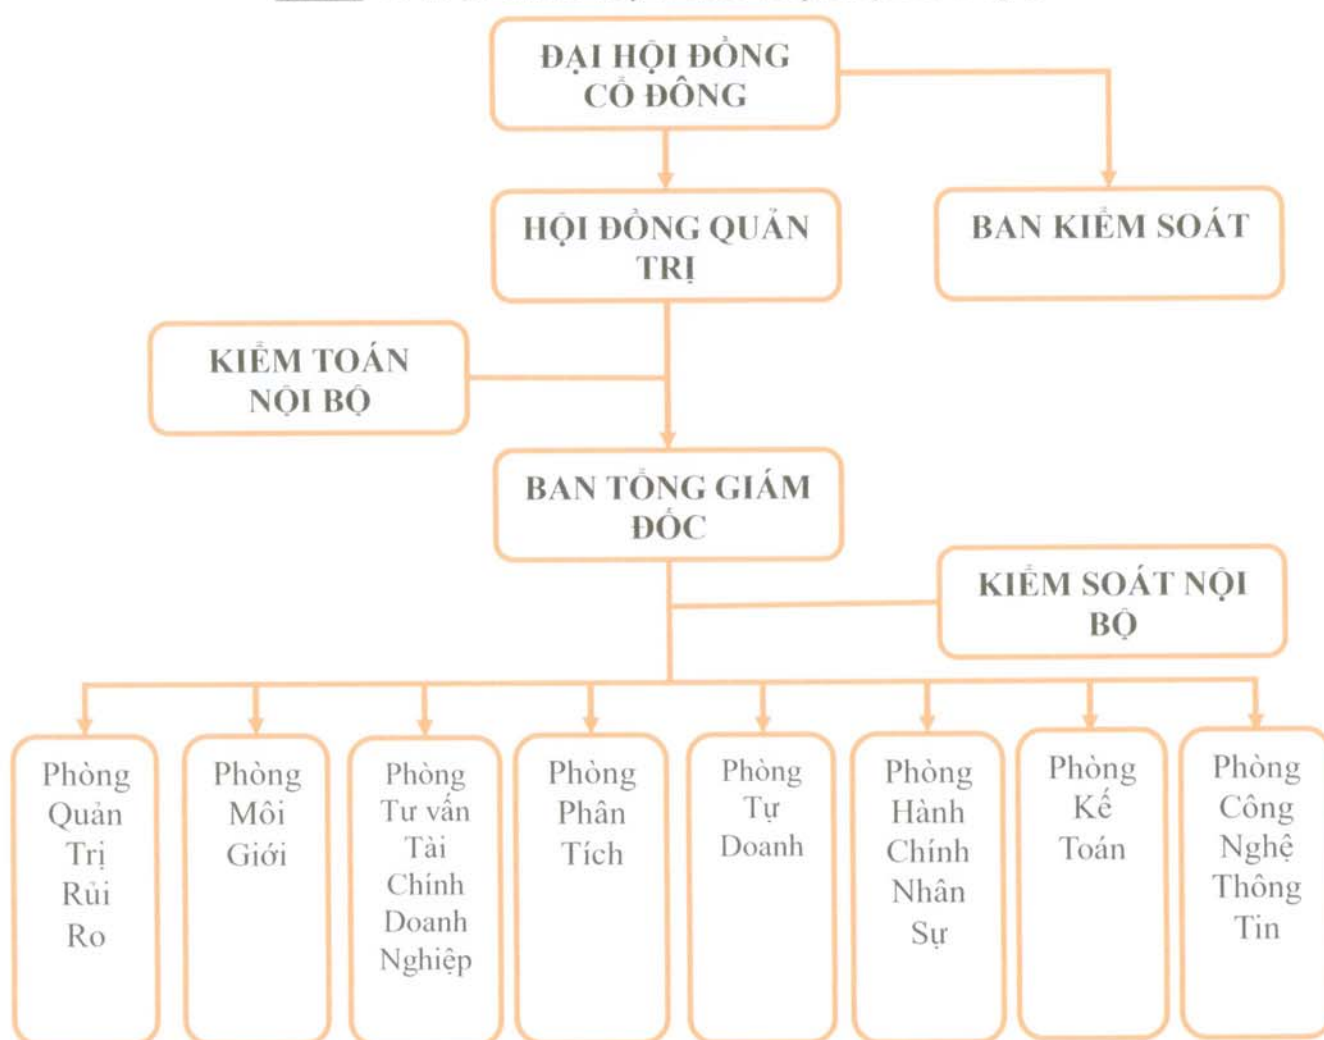 ĐẠI HỘI ĐỒNG
CỔ ĐÔNG
HỘI ĐỒNG QUẢN
TRỊ
BAN KIỂM SOÁT
KIỂM TOÁN
NỘI BỘ
BAN TỔNG GIÁM
ĐỐC
KIỂM SOÁT NỘI
BỘ
Phòng
Quản
Trị
Rủi
Ro
Phòng
Môi
Giới
Phòng
Tư vấn
Tài
Chính
Doanh
Nghiệp
Phòng
Phân
Tích
Phòng
Tự
Doanh
Phòng
Hành
Chính
Nhân
Sự
Phòng
Kế
Toán
Phòng
Công
Nghệ
Thông
Tin